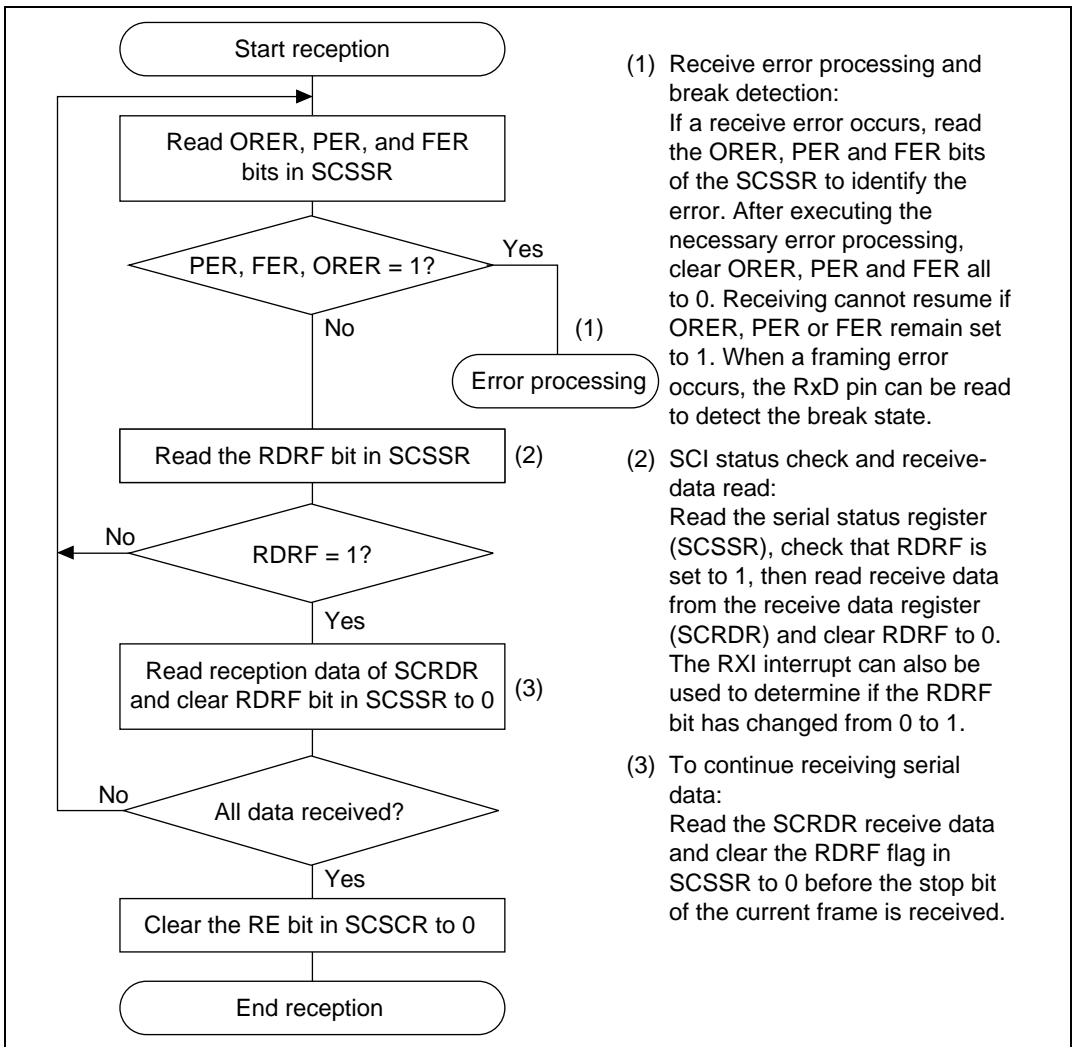 Start reception
Read ORER, PER, and FER
bits in SCSSR
PER, FER, ORER = 1?
Yes
No
(1)
Error processing
Read the RDRF bit in SCSSR
(2)
No
RDRF = 1?
Yes
Read reception data of SCRDR
and clear RDRF bit in SCSSR to 0
(3)
No
All data received?
Yes
Clear the RE bit in SCSCR to 0
End reception
(1) Receive error processing and
break detection:
If a receive error occurs, read
the ORER, PER and FER bits
of the SCSSR to identify the
error. After executing the
necessary error processing,
clear ORER, PER and FER all
to 0. Receiving cannot resume if
ORER, PER or FER remain set
to 1. When a framing error
occurs, the RxD pin can be read
to detect the break state.
(2) SCI status check and receive-
data read:
Read the serial status register
(SCSSR), check that RDRF is
set to 1, then read receive data
from the receive data register
(SCRDR) and clear RDRF to 0.
The RXI interrupt can also be
used to determine if the RDRF
bit has changed from 0 to 1.
(3) To continue receiving serial
data:
Read the SCRDR receive data
and clear the RDRF flag in
SCSSR to 0 before the stop bit
of the current frame is received.